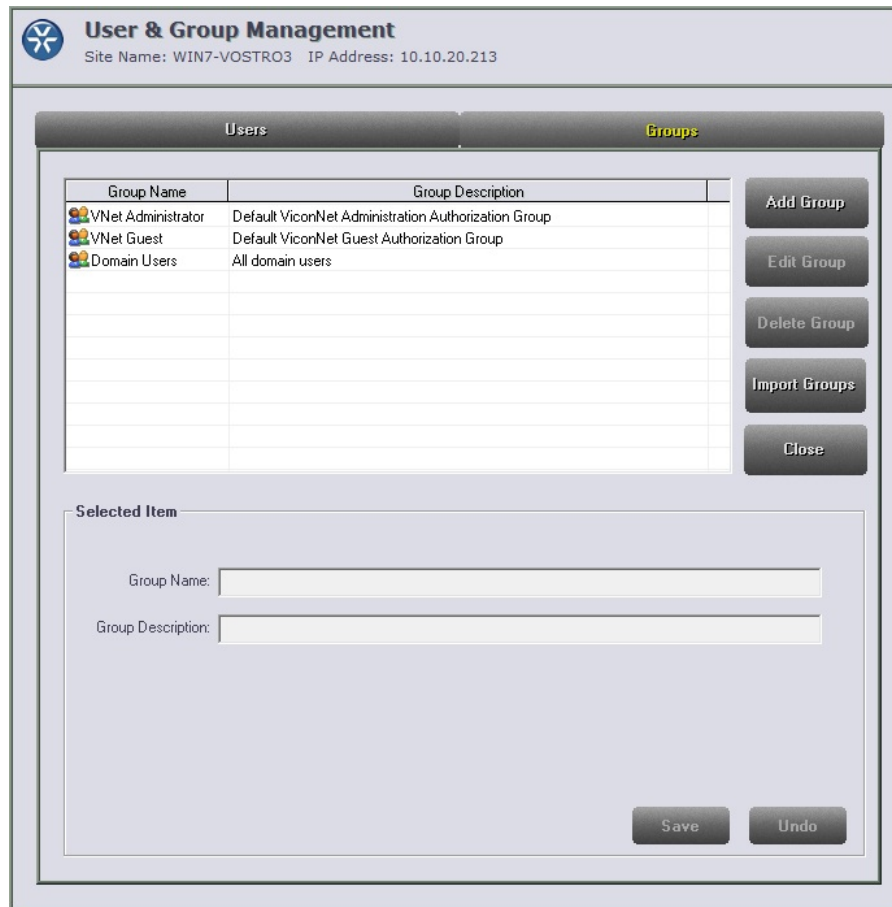 User & Group Management
Site Name: WIN7-VOSTRO3 IP Address: 10.10.20.213
Users Groups
Group Name Group Description
VNet Administrator Default ViconNet Administration Authorization Group
VNet Guest Default ViconNet Guest Authorization Group
Domain Users All domain users
Add Group
Edit Group
Delete Group
Import Groups
Close
Selected Item
Group Name:
Group Description:
Save Undo